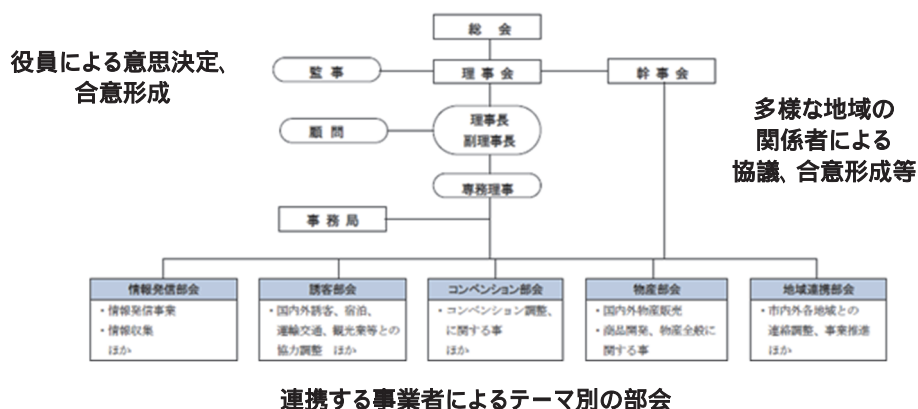 総　会
役員による意思決定、
合意形成
監　事
理 事 会
幹 事 会
顧　問
理事長
副理事長
多様な地域の
関係者による
協議、合意形成等
専務理事
事 務 局
情報発信部会
・情報発信事業
・情報収集
ほか
誘客部会
・国内外誘客、宿泊、
運輸交通、観光業等との
協力調整　ほか
コンベンション部会
・コンベンション調整、
に関する事
ほか
物産部会
・国内外物産販売
・商品開発、物産全般に
関する事
地域連携部会
・市内外各地域との
連絡調整、事業推進
ほか
連携する事業者によるテーマ別の部会